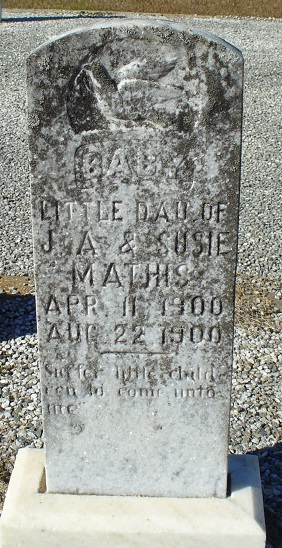 BABY
LITTLE DAU OF
J. A & SUSIE
MATHIS
APR. 11 1900
AUG. 22 1900
Suffer little child-
ren to come unto
me